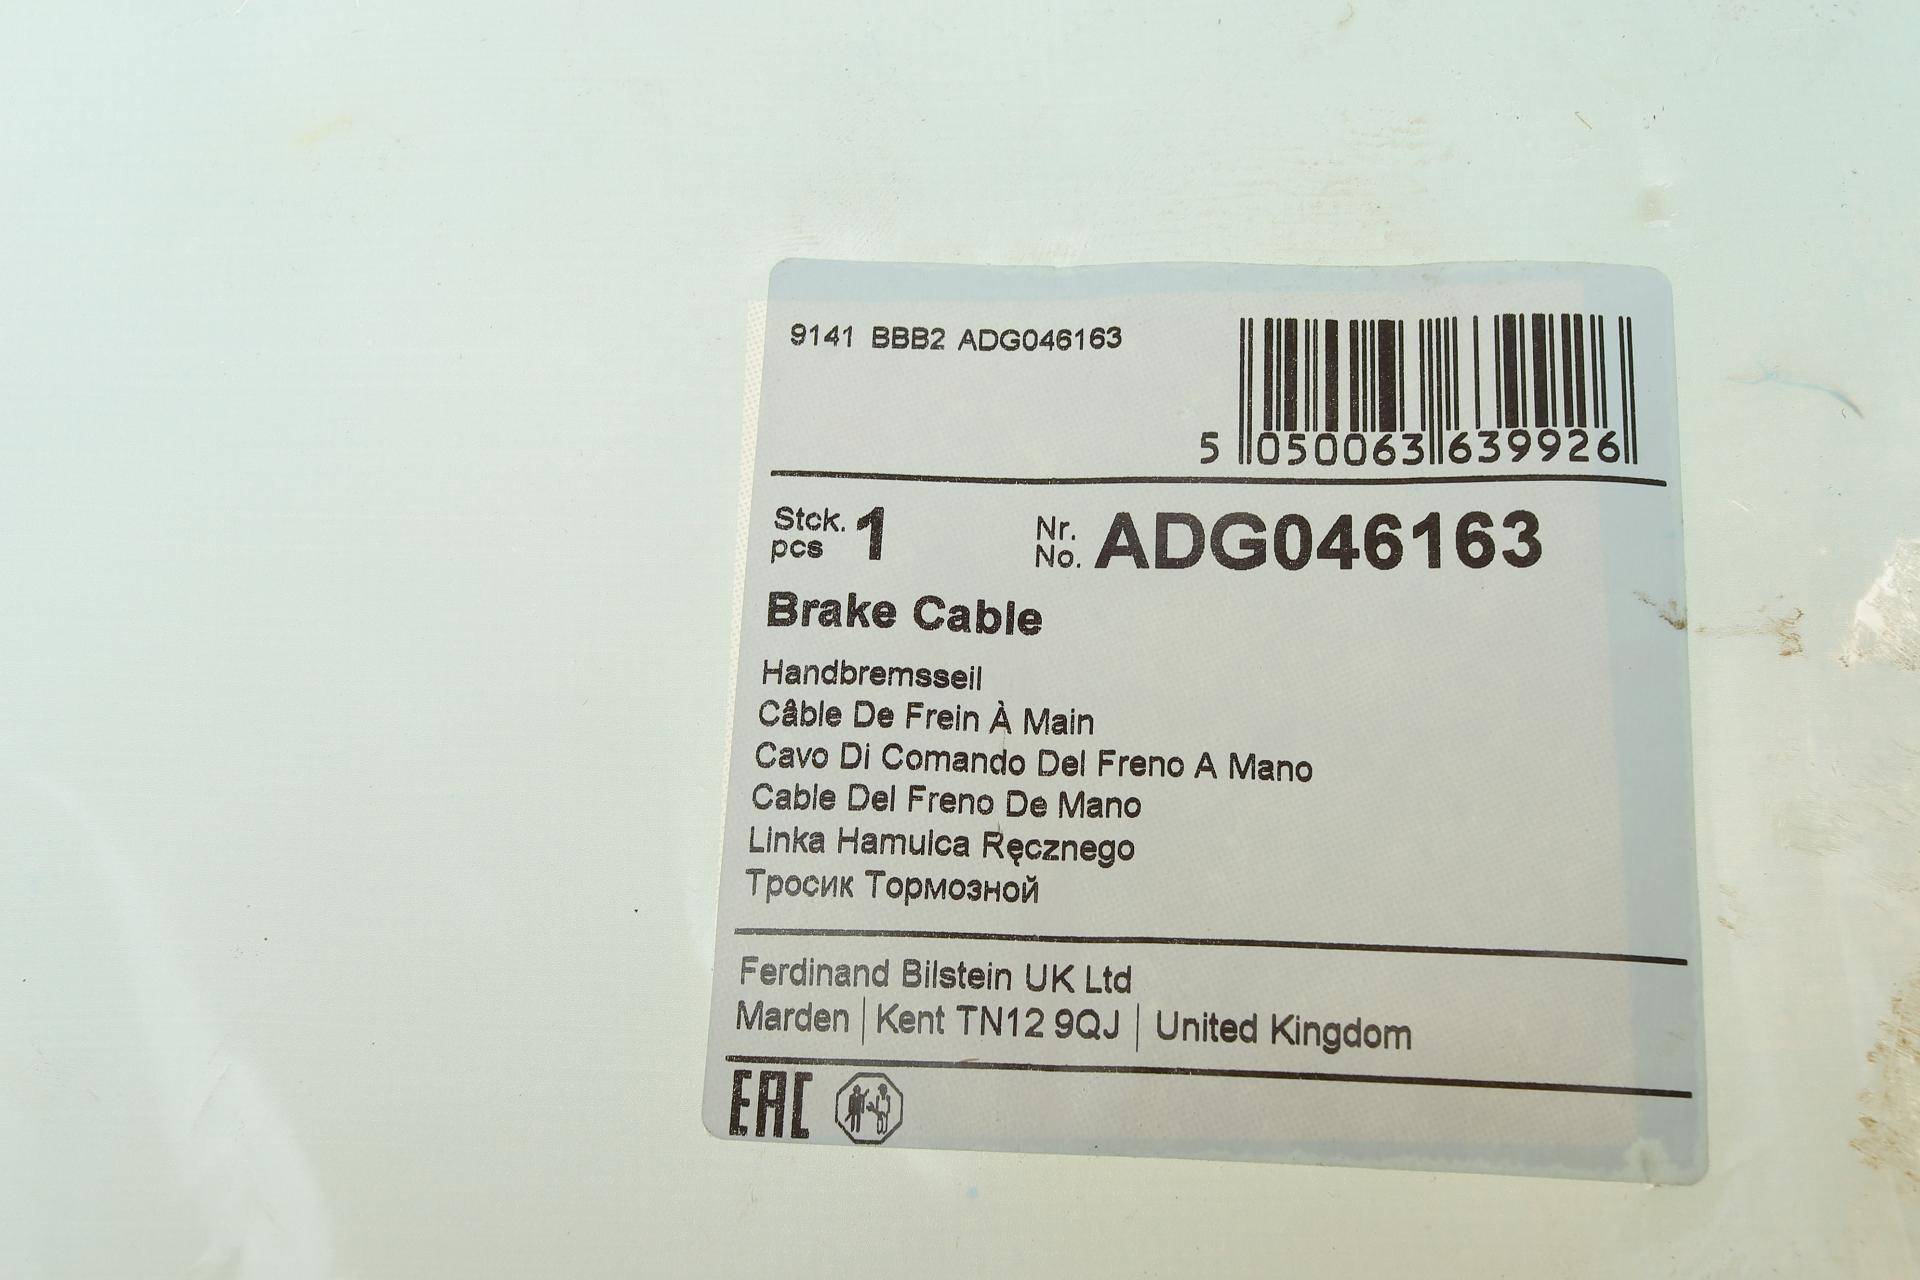 9141 BBB2 ADG046163
5 050063 639926
Stck. pcs 1 Nr. No. ADG046163
Brake Cable
Handbremsseil
Câble De Frein À Main
Cavo Di Comando Del Freno A Mano
Cable Del Freno De Mano
Linka Hamulca Ręcznego
Тросик Тормозной
Ferdinand Bilstein UK Ltd
Marden | Kent TN12 9QJ | United Kingdom
EAC